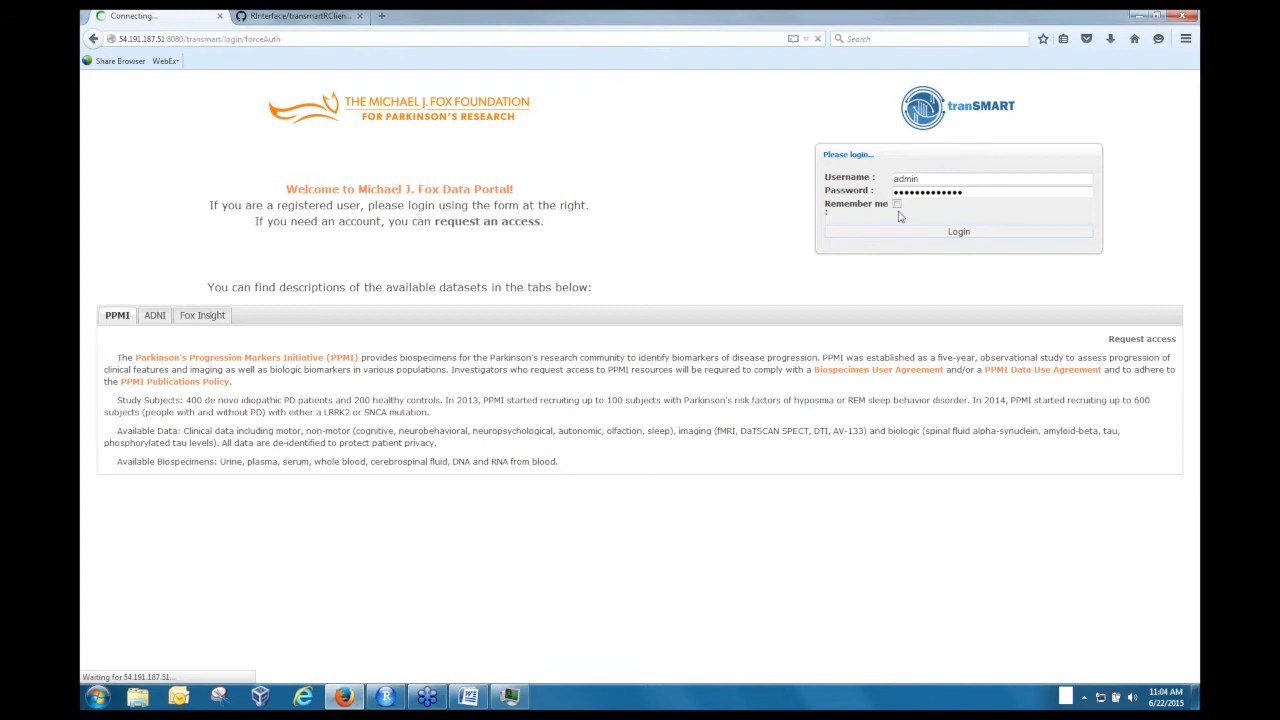 Connecting...
RInterface/transmartRClien...
54.191.187.51:8080/transmart/login/forceAuth
Search
Share Browser
WebEx
THE MICHAEL J. FOX FOUNDATION
FOR PARKINSON'S RESEARCH
tranSMART
Please login...
Username :
admin
Password :
Remember me :
Login
Welcome to Michael J. Fox Data Portal!
If you are a registered user, please login using the form at the right.
If you need an account, you can request an access.
You can find descriptions of the available datasets in the tabs below:
PPMI
ADNI
Fox Insight
Request access
The Parkinson's Progression Markers Initiative (PPMI) provides biospecimens for the Parkinson's research community to identify biomarkers of disease progression. PPMI was established as a five-year, observational study to assess progression of
clinical features and imaging as well as biologic biomarkers in various populations. Investigators who request access to PPMI resources will be required to comply with a Biospecimen User Agreement and/or a PPMI Data Use Agreement and to adhere to
the PPMI Publications Policy.
Study Subjects: 400 de novo idiopathic PD patients and 200 healthy controls. In 2013, PPMI started recruiting up to 100 subjects with Parkinson's risk factors of hyposmia or REM sleep behavior disorder. In 2014, PPMI started recruiting up to 600
subjects (people with and without PD) with either a LRRK2 or SNCA mutation.
Available Data: Clinical data including motor, non-motor (cognitive, neurobehavioral, neuropsychological, autonomic, olfaction, sleep), imaging (fMRI, DaTSCAN SPECT, DTI, AV-133) and biologic (spinal fluid alpha-synuclein, amyloid-beta, tau,
phosphorylated tau levels). All data are de-identified to protect patient privacy.
Available Biospecimens: Urine, plasma, serum, whole blood, cerebrospinal fluid, DNA and RNA from blood.
Waiting for 54.191.187.51...
11:04 AM
6/22/2015